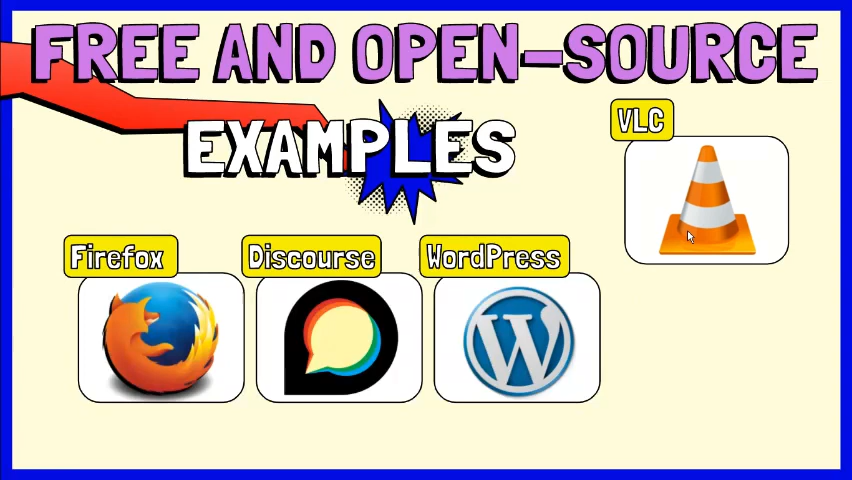 FREE AND OPEN-SOURCE
EXAMPLES
VLC
Firefox
Discourse
WordPress